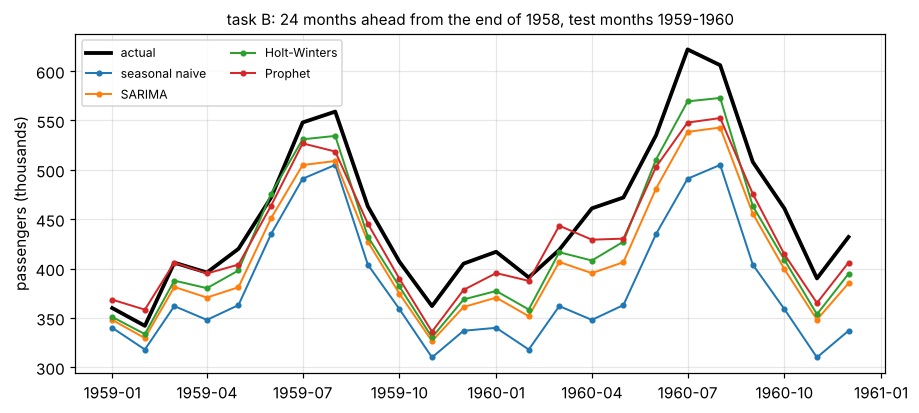 task B: 24 months ahead from the end of 1958, test months 1959-1960
actual
seasonal naive
SARIMA
Holt-Winters
Prophet
passengers (thousands)
600
550
500
450
400
350
300
1959-01 1959-04 1959-07 1959-10 1960-01 1960-04 1960-07 1960-10 1961-01